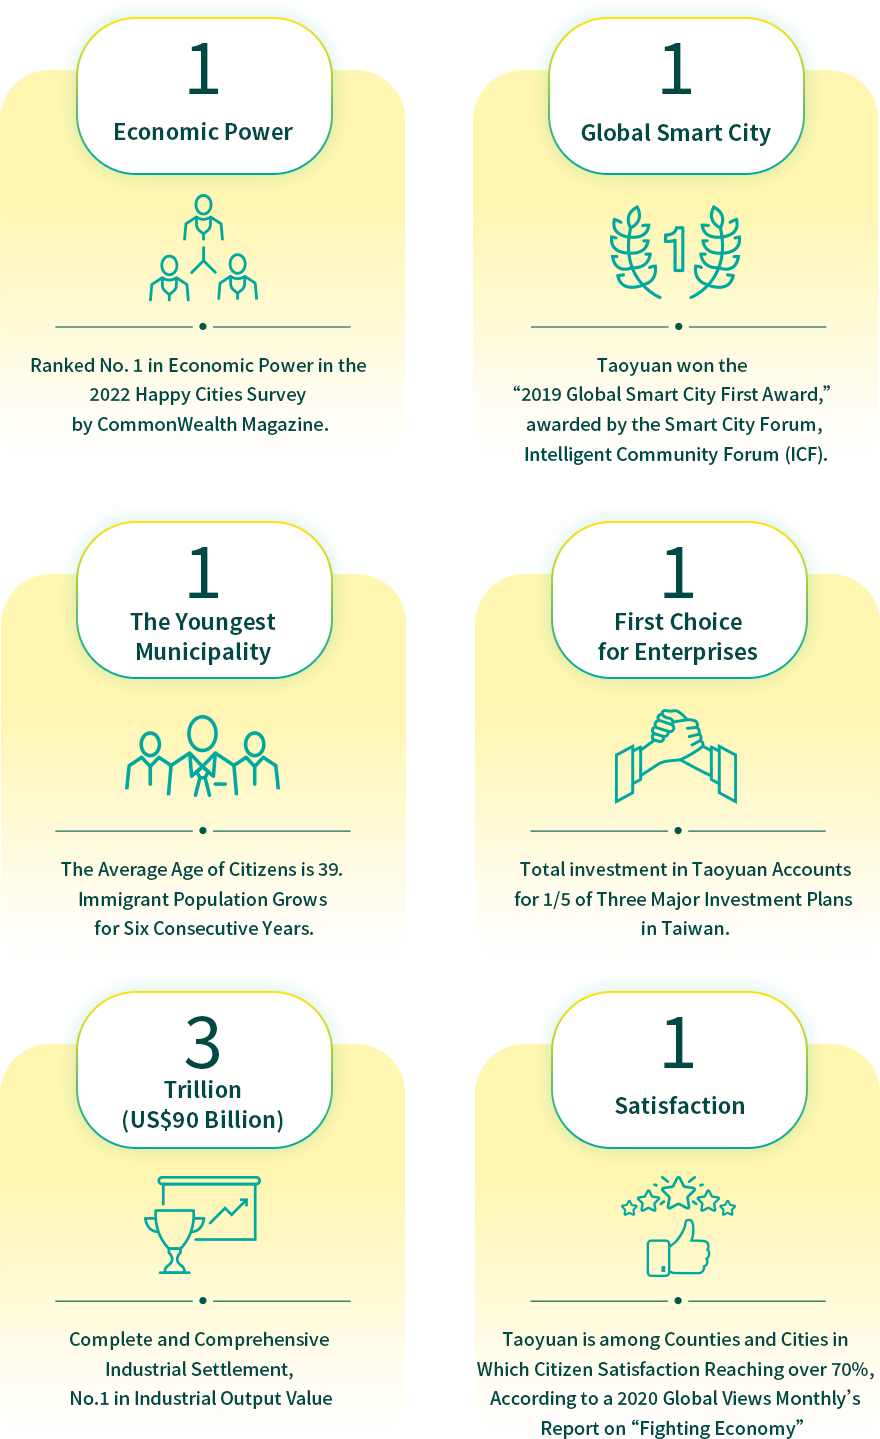 1
Economic Power
Ranked No. 1 in Economic Power in the
2022 Happy Cities Survey
by CommonWealth Magazine.
1
Global Smart City
1
Taoyuan won the
“2019 Global Smart City First Award,”
awarded by the Smart City Forum,
Intelligent Community Forum (ICF).
1
The Youngest
Municipality
The Average Age of Citizens is 39.
Immigrant Population Grows
for Six Consecutive Years.
1
First Choice
for Enterprises
Total investment in Taoyuan Accounts
for 1/5 of Three Major Investment Plans
in Taiwan.
3
Trillion
(US$90 Billion)
Complete and Comprehensive
Industrial Settlement,
No.1 in Industrial Output Value
1
Satisfaction
Taoyuan is among Counties and Cities in
Which Citizen Satisfaction Reaching over 70%,
According to a 2020 Global Views Monthly’s
Report on “Fighting Economy”